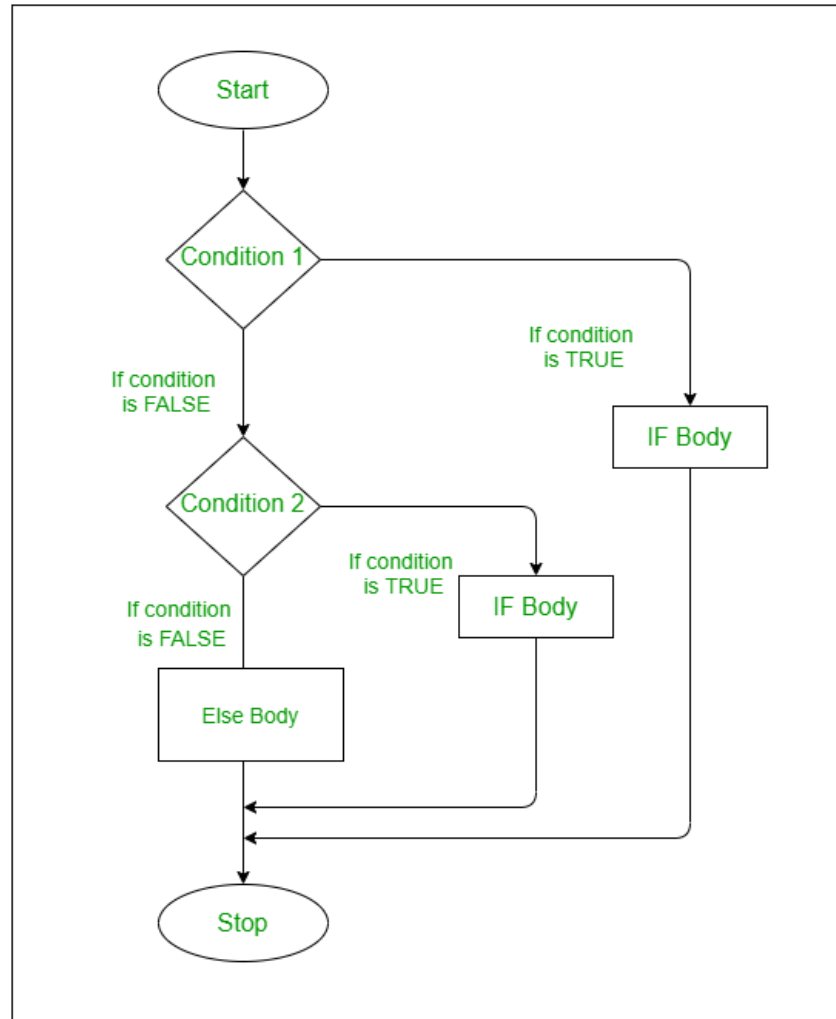 Start
Condition 1
If condition
is TRUE
If condition
is FALSE
IF Body
Condition 2
If condition
is TRUE
IF Body
If condition
is FALSE
Else Body
Stop